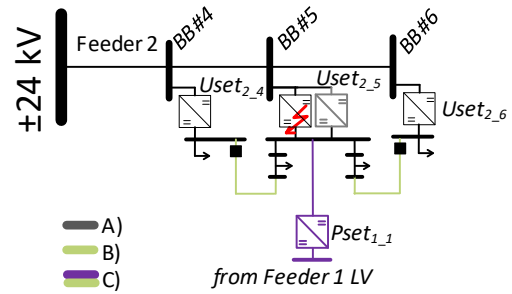 ±24 kV
Feeder 2
BB#4
BB#5
BB#6
Uset2_4
Uset2_5
Uset2_6
A)
B)
C)
Pset1_1
from Feeder 1 LV